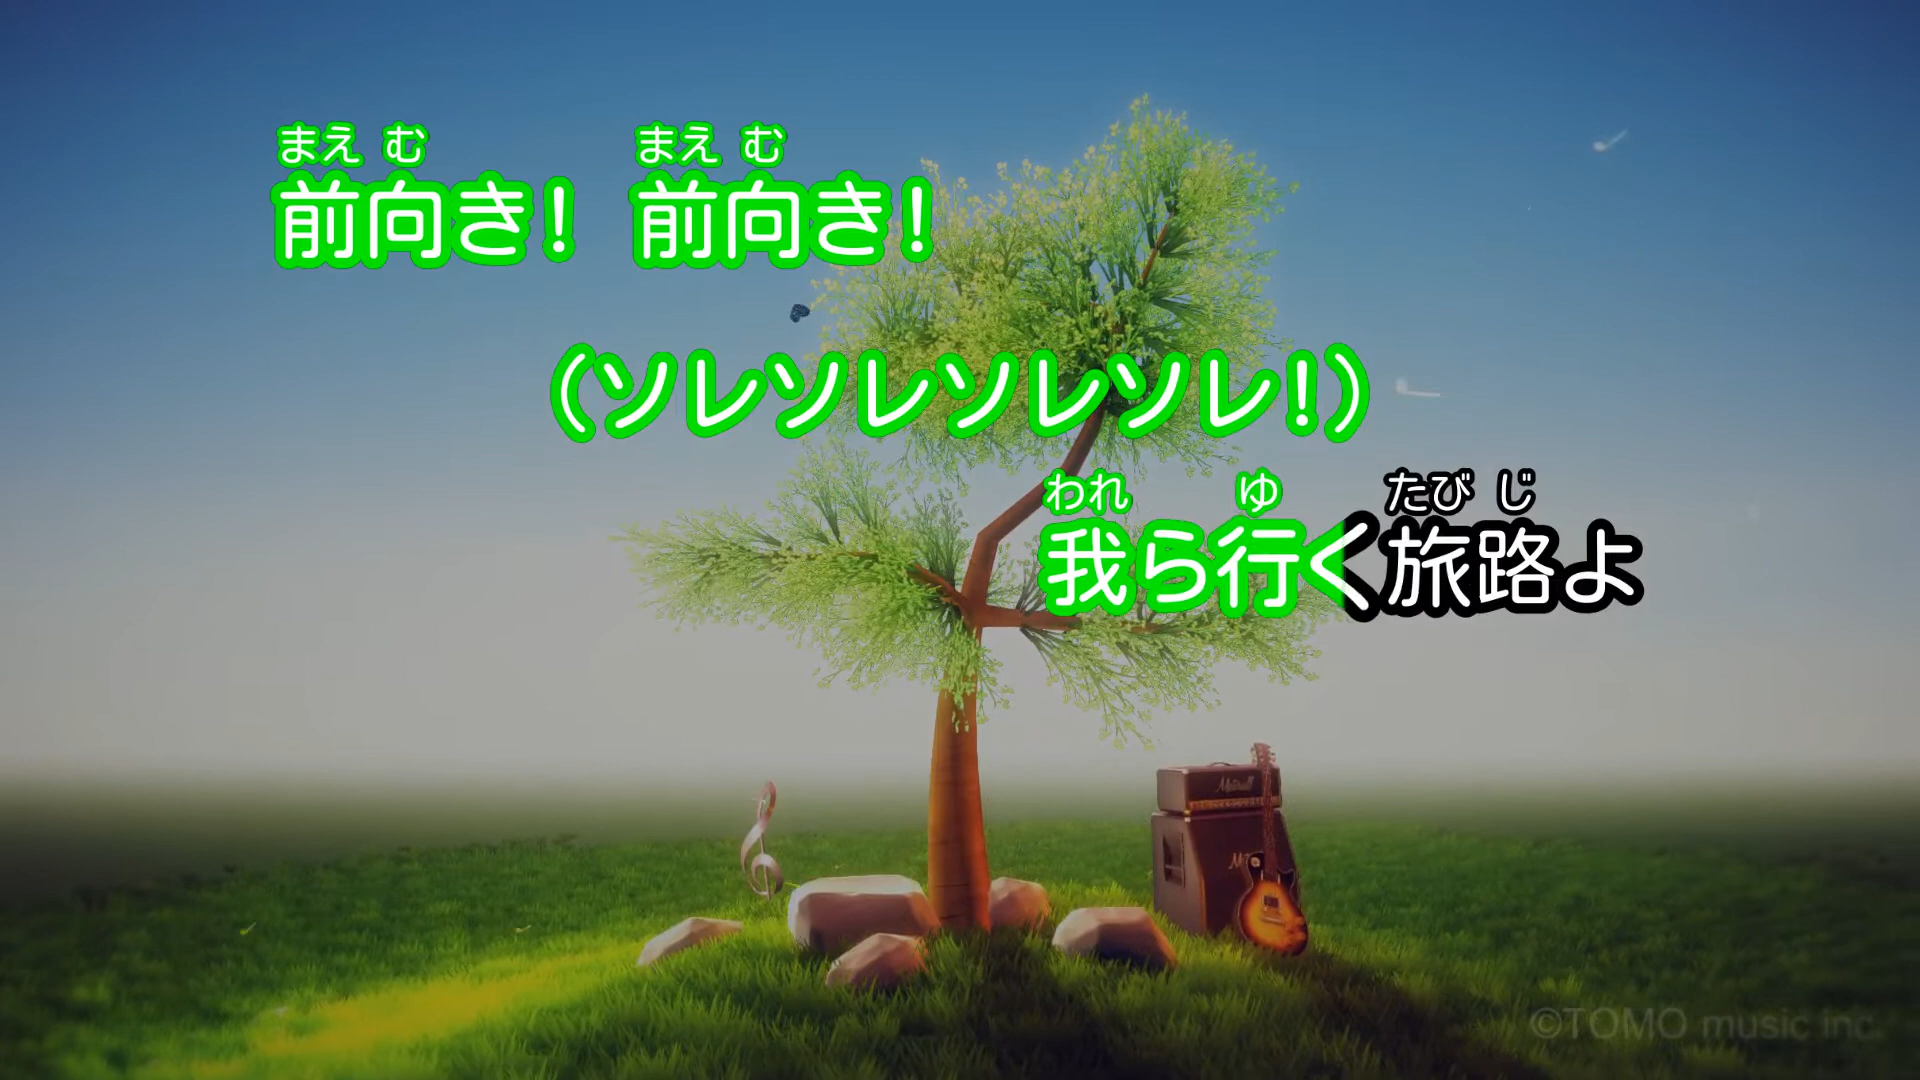 まえ む まえ む
前向き! 前向き!
(ソレソレソレソレ!)
われ ゆ たび じ
我ら行く旅路よ
©TOMO music inc.